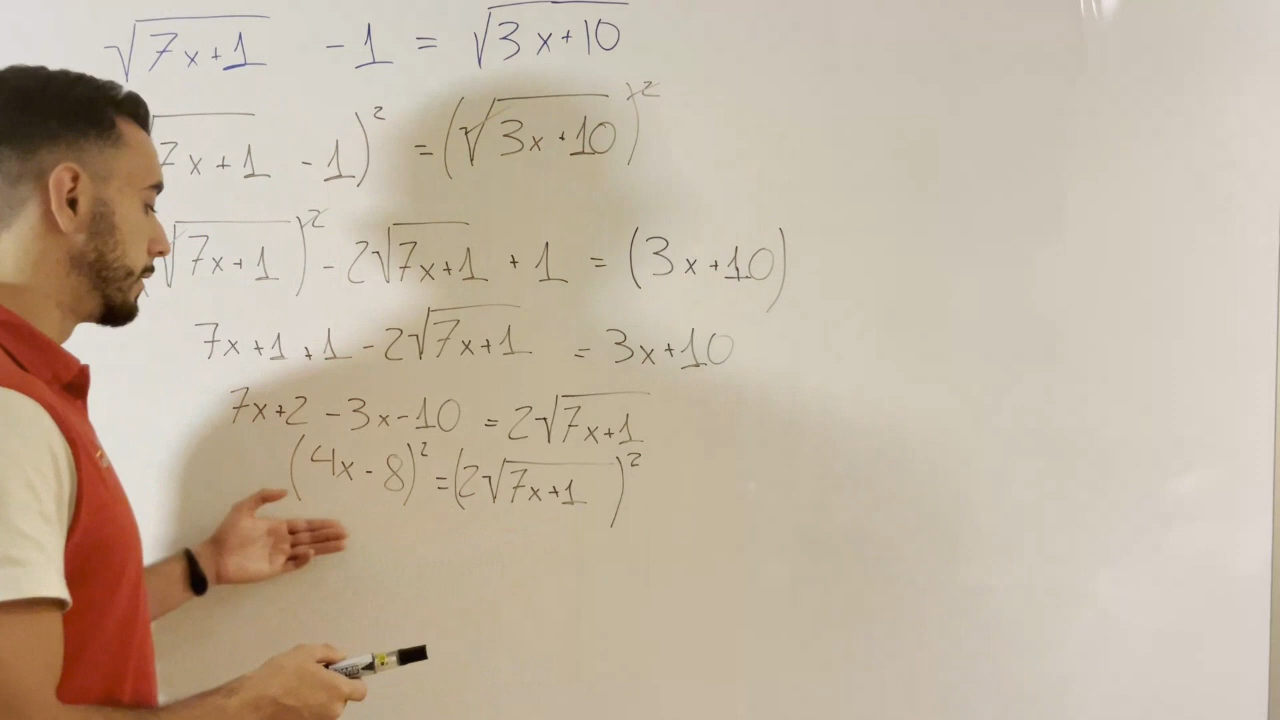 √7x+1 - 1 = √3x+10
7x+1 - 1)² = (√3x+10)²
√7x+1)² - 2√7x+1 + 1 = (3x+10)
7x+1+1 - 2√7x+1 = 3x+10
7x+2 - 3x - 10 = 2√7x+1
(4x - 8)² = (2√7x+1)²